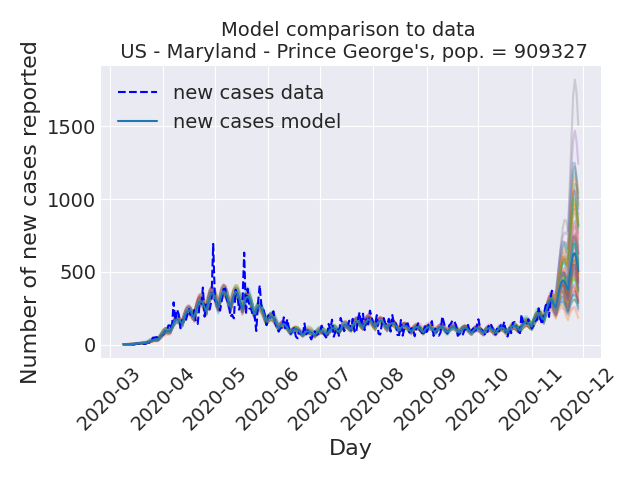 Model comparison to data
US - Maryland - Prince George's, pop. = 909327
Number of new cases reported
new cases data
new cases model
1500
1000
500
0
2020-03
2020-04
2020-05
2020-06
2020-07
2020-08
2020-09
2020-10
2020-11
2020-12
Day